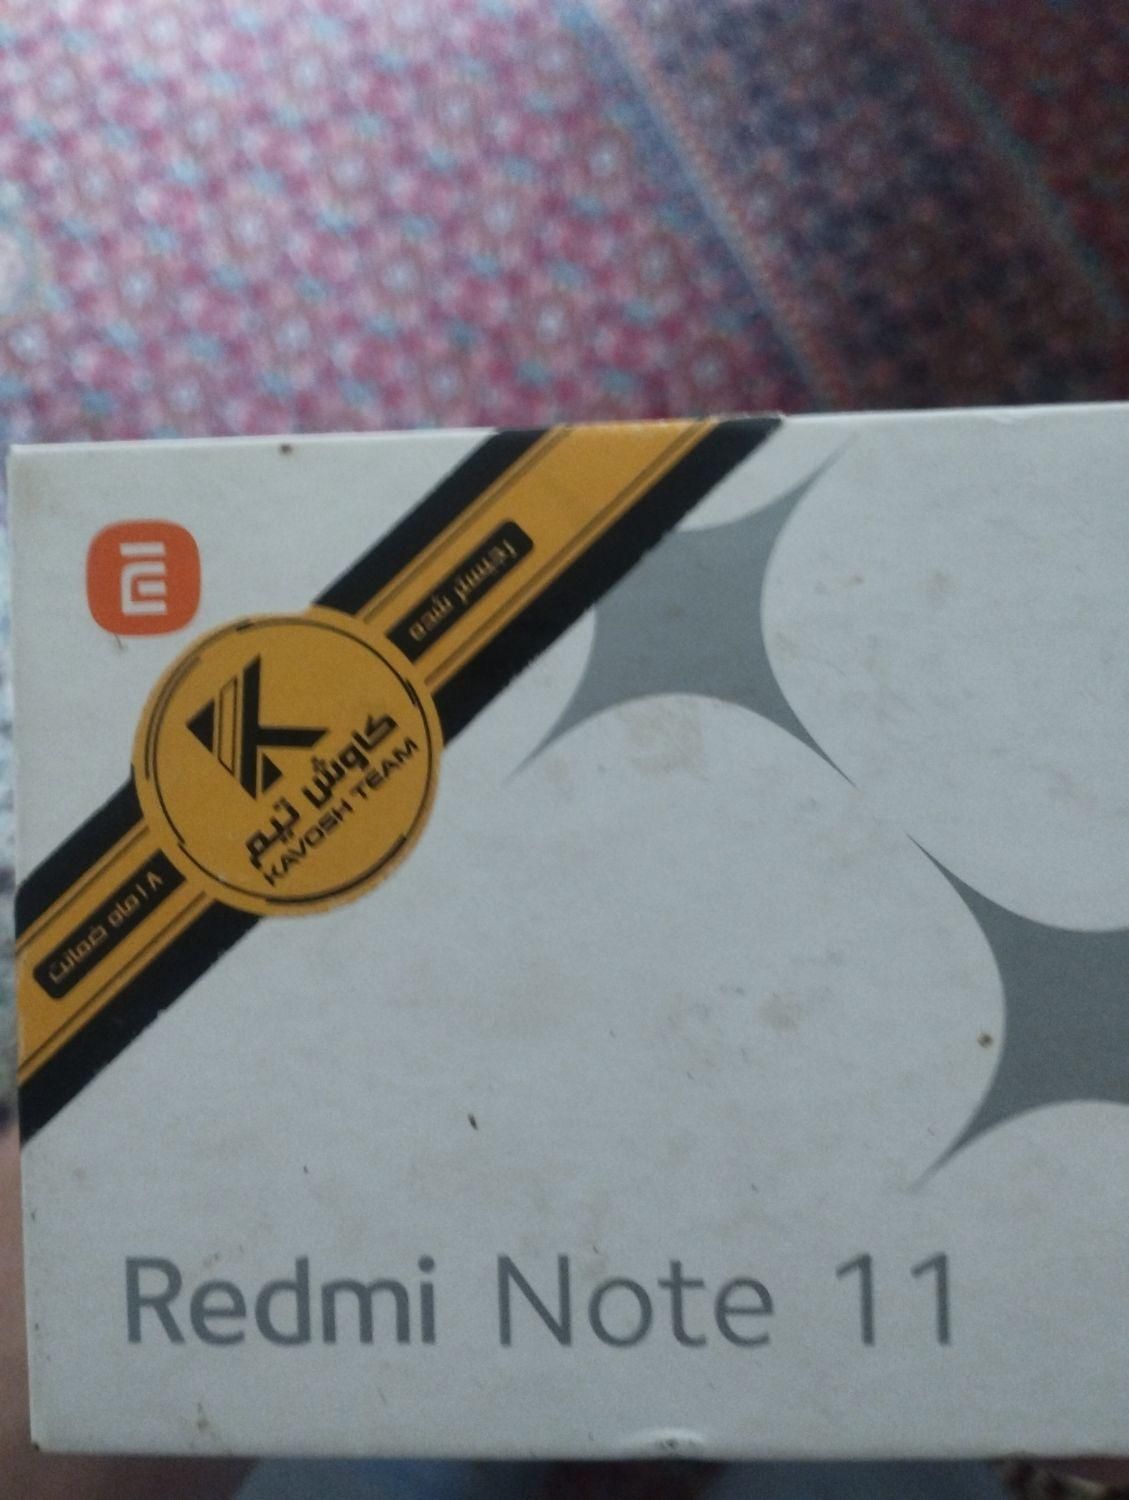 رجیستر شده
کاوش تیم
KAVOSH TEAM
۱۸ ماه ضمانت
Redmi Note 11